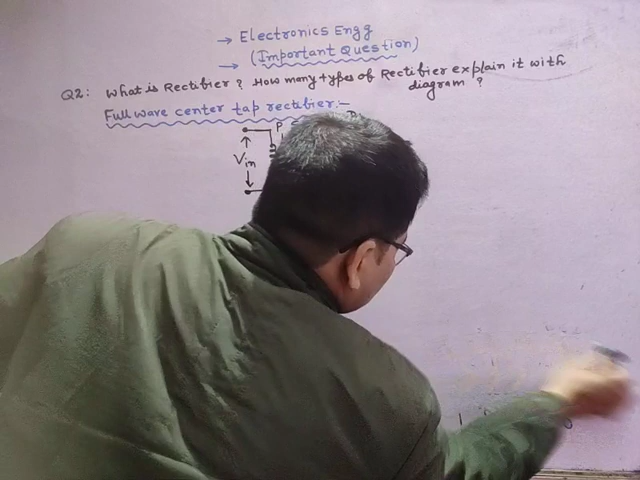 → Electronics Engg
→ (Important Question)
Q2: What is Rectifier? How many types of Rectifier explain it with
diagram?
Full wave center tap rectifier:-
P
Vin